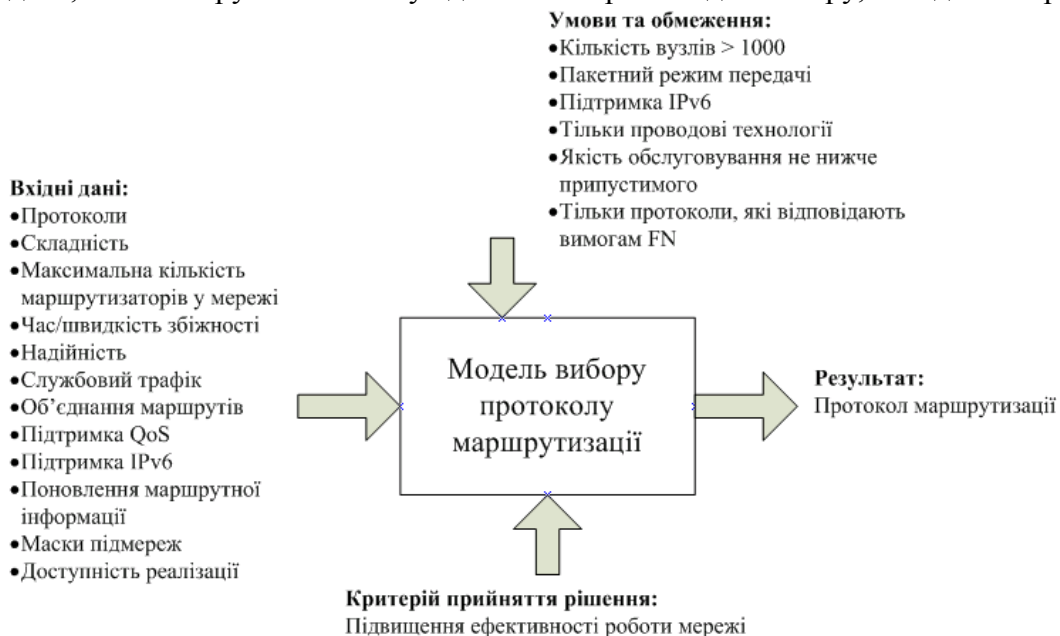 Умови та обмеження:
•Кількість вузлів > 1000
•Пакетний режим передачі
•Підтримка IPv6
•Тільки проводові технології
•Якість обслуговування не нижче
припустимого
•Тільки протоколи, які відповідають
вимогам FN
Вхідні дані:
•Протоколи
•Складність
•Максимальна кількість
маршрутизаторів у мережі
•Час/швидкість збіжності
•Надійність
•Службовий трафік
•Об’єднання маршрутів
•Підтримка QoS
•Підтримка IPv6
•Поновлення маршрутної
інформації
•Маски підмереж
•Доступність реалізації
Модель вибору
протоколу
маршрутизації
Результат:
Протокол маршрутизації
Критерій прийняття рішення:
Підвищення ефективності роботи мережі